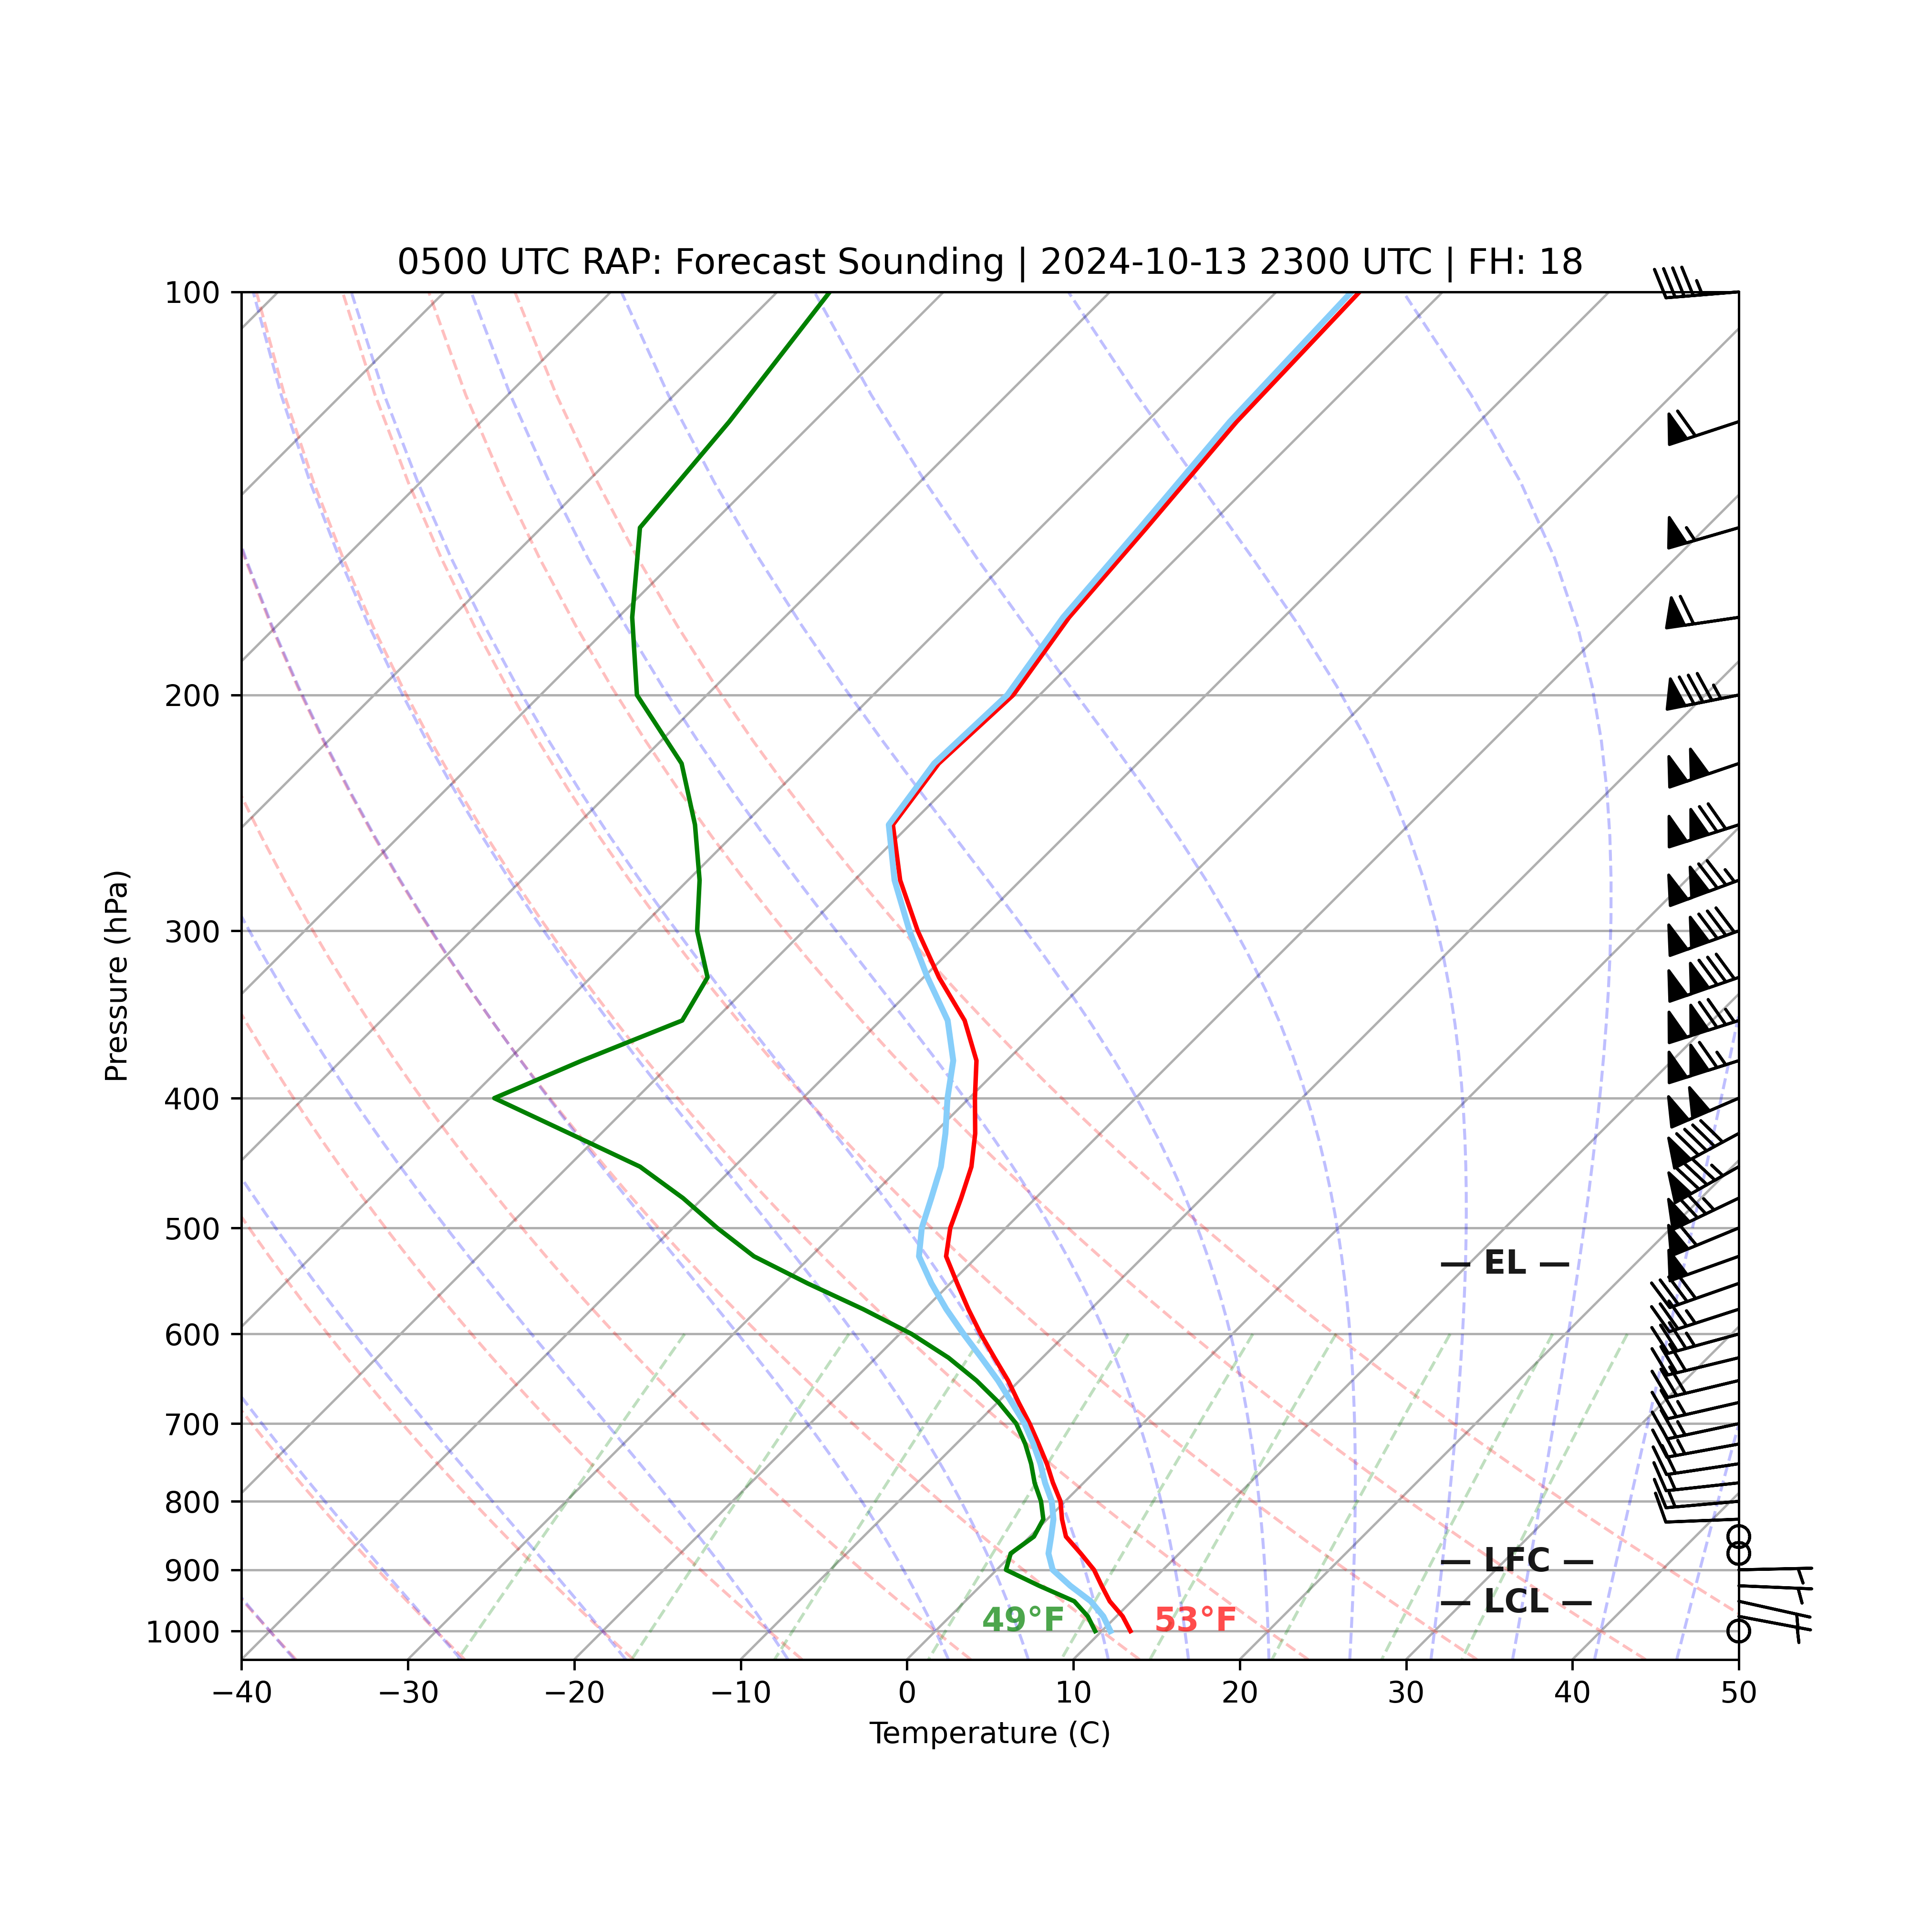 0500 UTC RAP: Forecast Sounding | 2024-10-13 2300 UTC | FH: 18
100
200
300
400
500
600
700
800
900
1000
Pressure (hPa)
— EL —
— LFC —
— LCL —
49°F 53°F
−40 −30 −20 −10 0 10 20 30 40 50
Temperature (C)